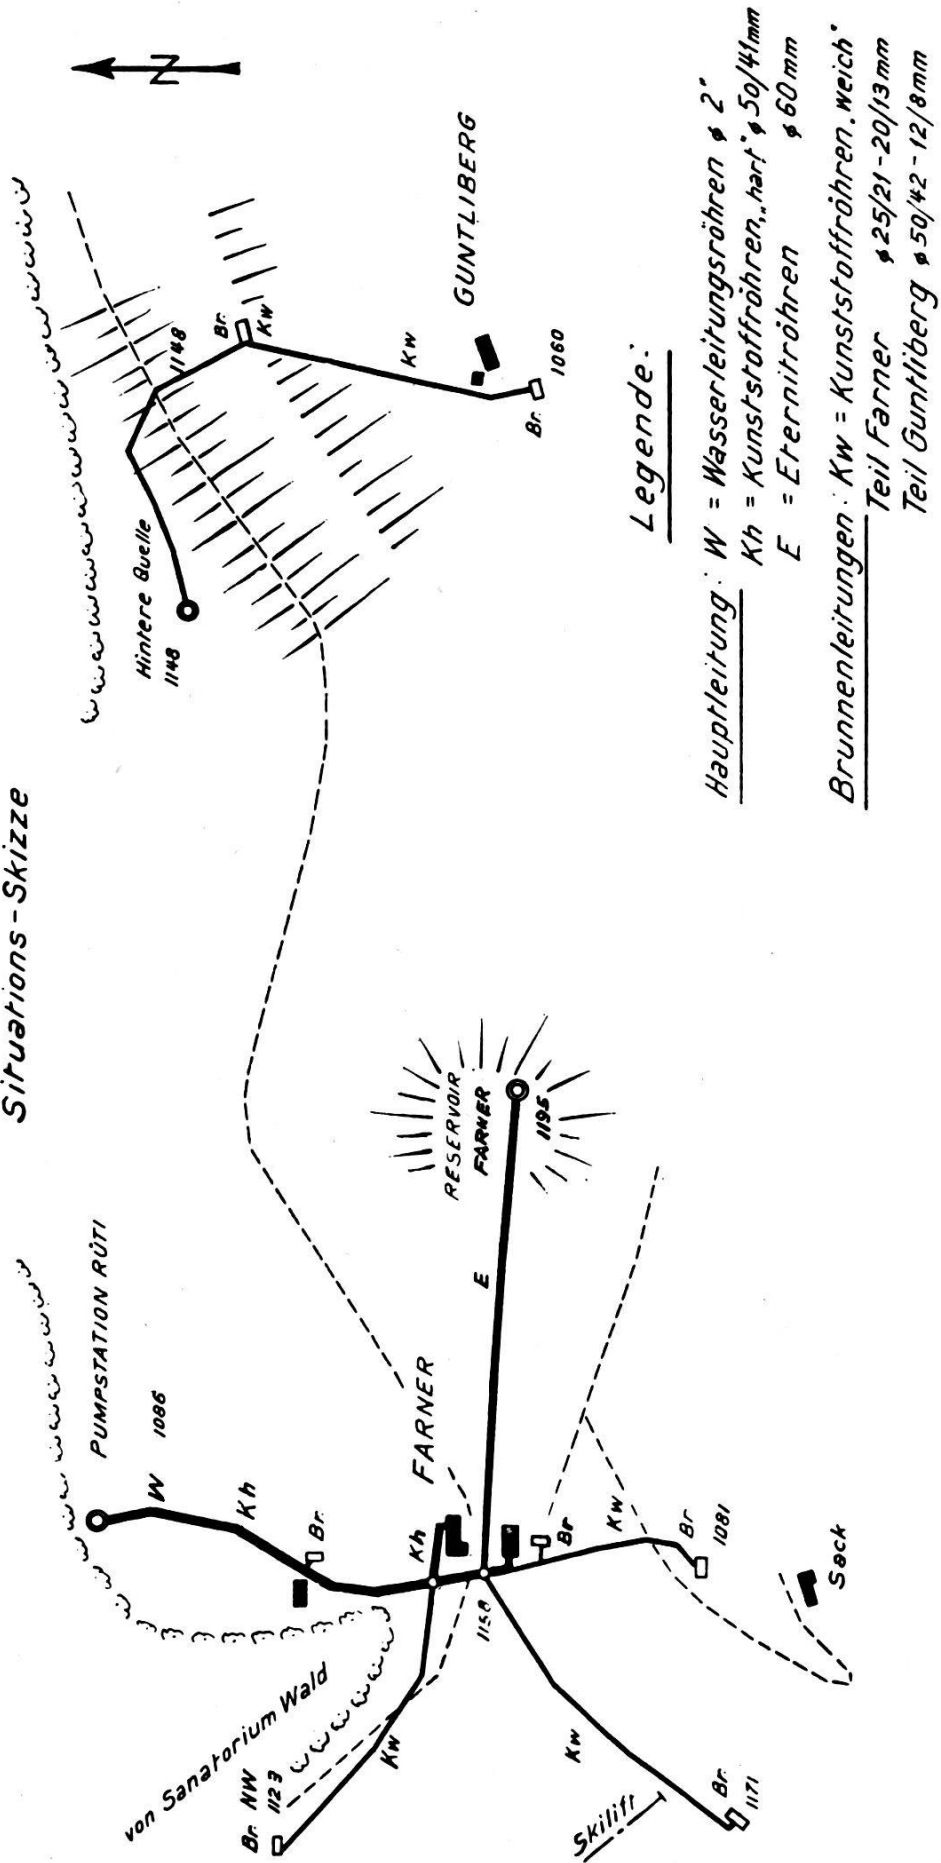 Situations-Skizze
N
PUMPSTATION RÜTI
1086
W
Kh
Br.
von Sanatorium Wald
Br. NW
1123
Kw
Kh
FARNER
1158
E
RESERVOIR
FARNER
1195
Br
Kw
Br
1081
Sack
Kw
Skilift
Br.
1171
Hintere Quelle
1148
1148
Br.
Kw
Kw
GUNTLIBERG
Br.
1060
Legende:
Hauptleitung: W = Wasserleitungsröhren ø 2"
Kh = Kunststoffröhren „hart" ø 50/41mm
E = Eternitröhren ø 60mm
Brunnenleitungen: Kw = Kunststoffröhren „weich"
Teil Farner ø 25/21-20/13mm
Teil Guntliberg ø 50/42-12/8mm